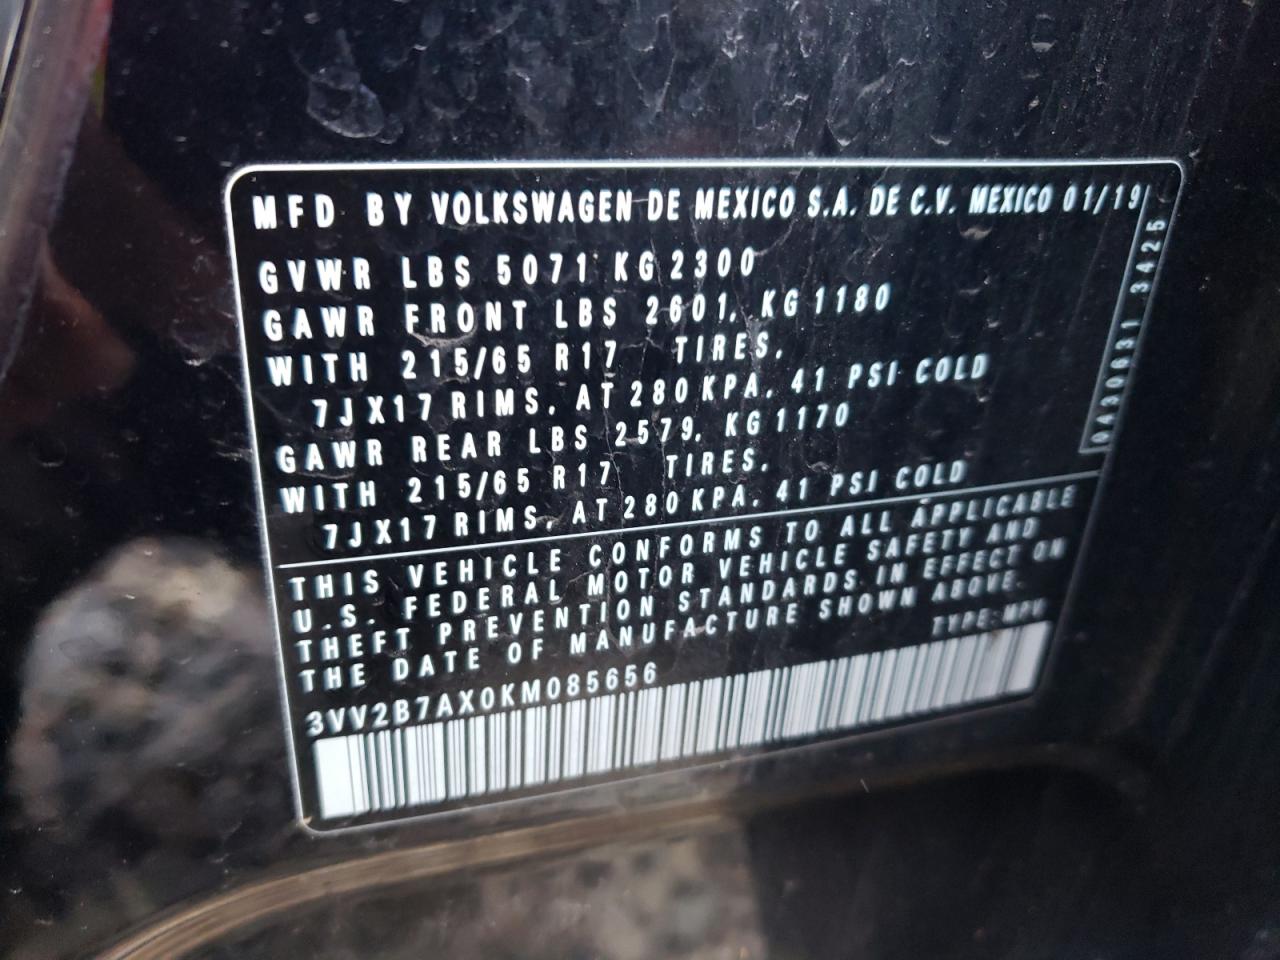 MFD BY VOLKSWAGEN DE MEXICO S.A. DE C.V. MEXICO 01/19
GVWR LBS 5071 KG 2300
GAWR FRONT LBS 2601, KG 1180
WITH 215/65 R17 TIRES,
7JX17 RIMS, AT 280 KPA, 41 PSI COLD
GAWR REAR LBS 2579, KG 1170
WITH 215/65 R17 TIRES,
7JX17 RIMS, AT 280 KPA, 41 PSI COLD
THIS VEHICLE CONFORMS TO ALL APPLICABLE
U.S. FEDERAL MOTOR VEHICLE SAFETY AND
THEFT PREVENTION STANDARDS IN EFFECT ON
THE DATE OF MANUFACTURE SHOWN ABOVE.
TYPE: MPV
3VV2B7AX0KM085656
0A39631 3425